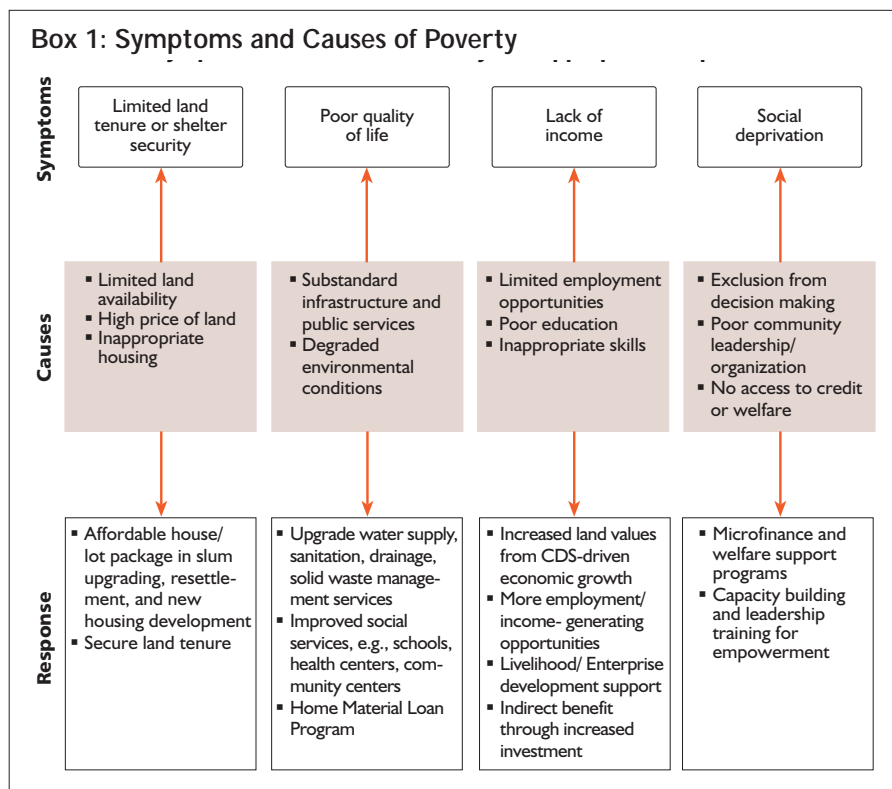 Box 1: Symptoms and Causes of Poverty
Symptoms
Limited land
tenure or shelter
security
Poor quality
of life
Lack of
income
Social
deprivation
Causes
▪ Limited land
availability
▪ High price of land
▪ Inappropriate
housing
▪ Substandard
infrastructure and
public services
▪ Degraded
environmental
conditions
▪ Limited employment
opportunities
▪ Poor education
▪ Inappropriate skills
▪ Exclusion from
decision making
▪ Poor community
leadership/
organization
▪ No access to credit
or welfare
Response
▪ Affordable house/
lot package in slum
upgrading, resettle-
ment, and new
housing development
▪ Secure land tenure
▪ Upgrade water supply,
sanitation, drainage,
solid waste manage-
ment services
▪ Improved social
services, e.g., schools,
health centers, com-
munity centers
▪ Home Material Loan
Program
▪ Increased land values
from CDS-driven
economic growth
▪ More employment/
income- generating
opportunities
▪ Livelihood/ Enterprise
development support
▪ Indirect benefit
through increased
investment
▪ Microfinance and
welfare support
programs
▪ Capacity building
and leadership
training for
empowerment